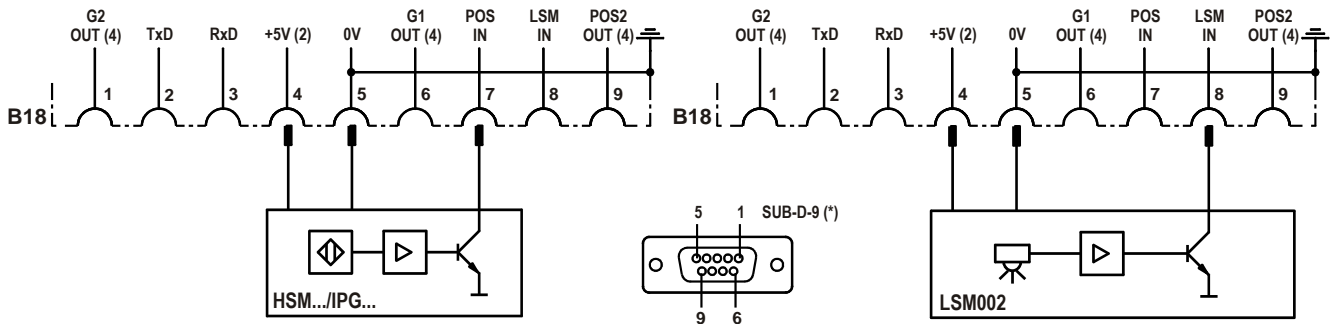 G2 OUT (4) TxD RxD +5V (2) 0V G1 OUT (4) POS IN LSM IN POS2 OUT (4)
B18 1 2 3 4 5 6 7 8 9
HSM.../IPG...
G2 OUT (4) TxD RxD +5V (2) 0V G1 OUT (4) POS IN LSM IN POS2 OUT (4)
B18 1 2 3 4 5 6 7 8 9
LSM002
5 1 SUB-D-9 (*)
9 6